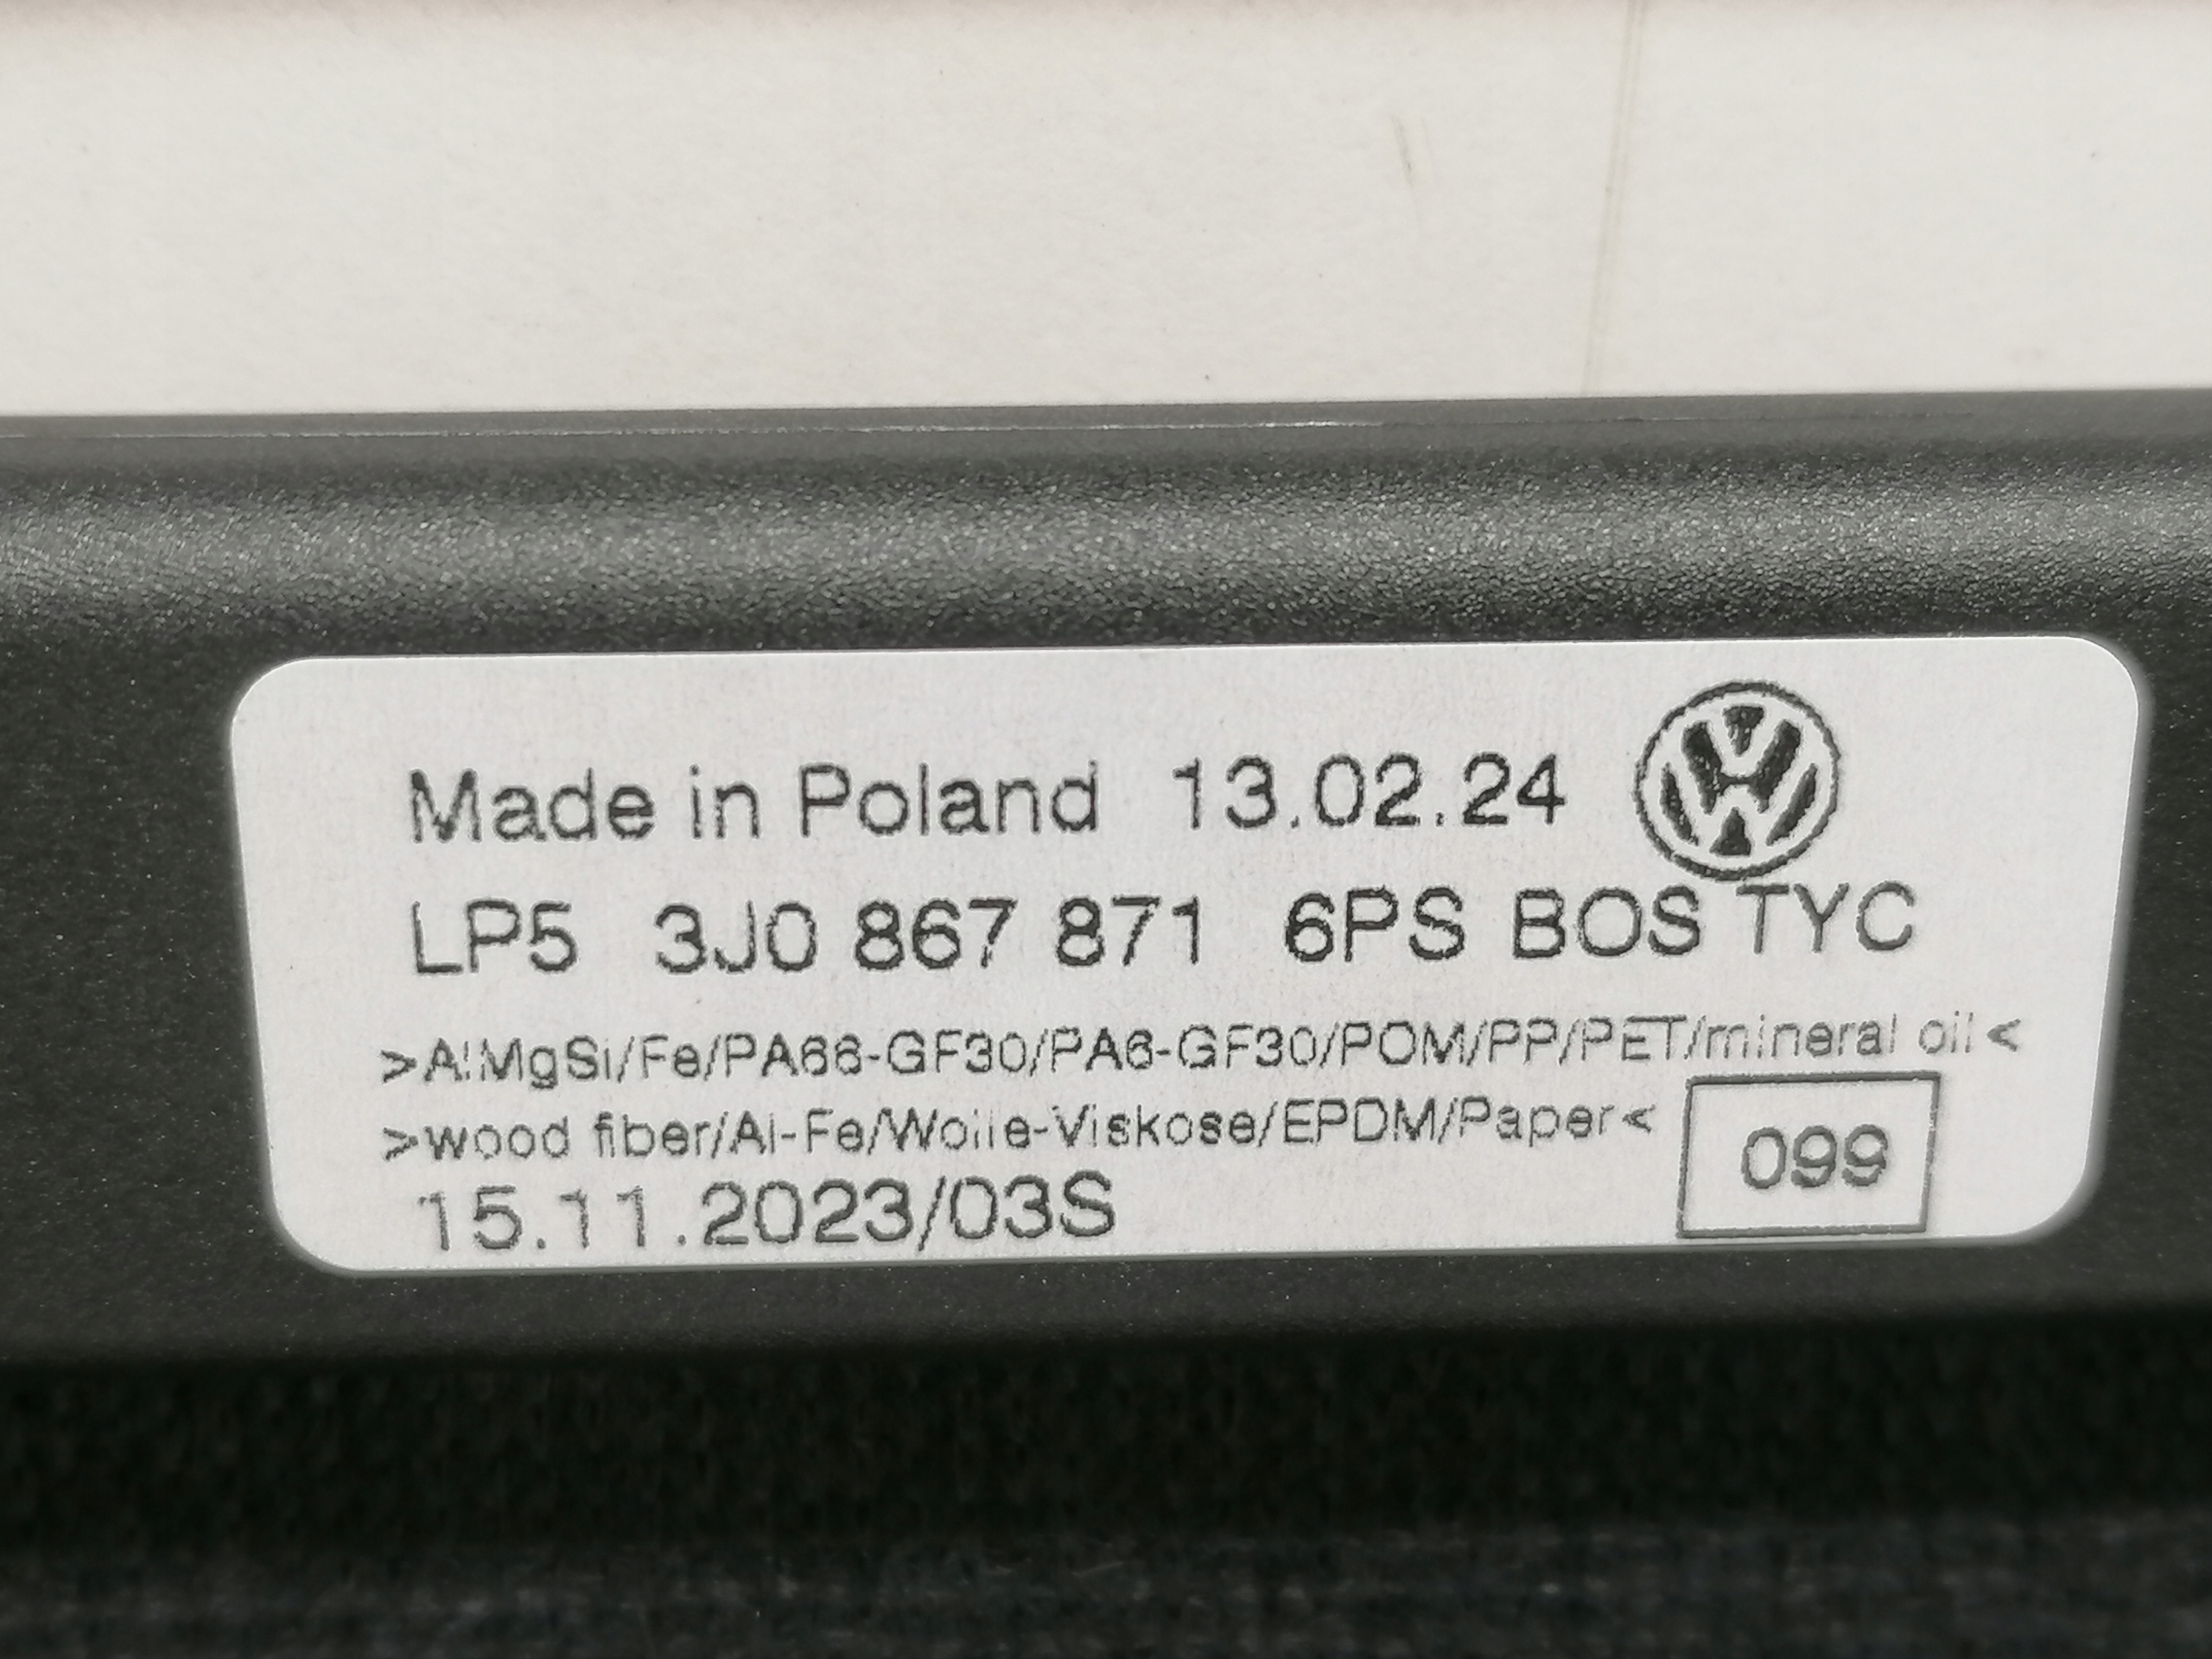 Made in Poland 13.02.24
LP5 3J0 867 871 6PS BOS TYC
>AlMgSi/Fe/PA66-GF30/PA6-GF30/POM/PP/PET/mineral oil<
>wood fiber/Al-Fe/Wolle-Viskose/EPDM/Paper<
099
15.11.2023/03S